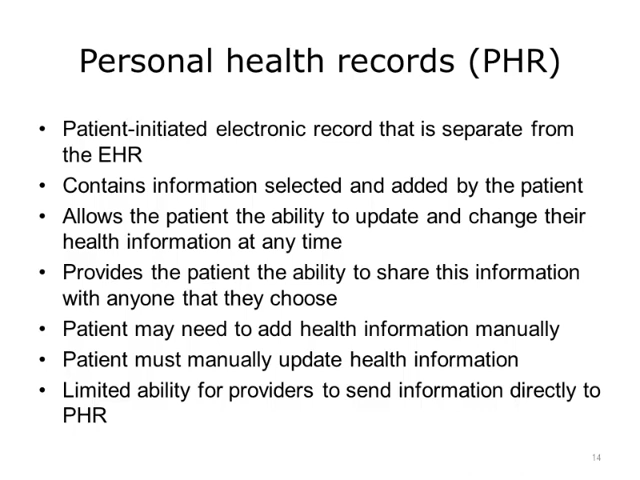 Personal health records (PHR)
• Patient-initiated electronic record that is separate from
the EHR
• Contains information selected and added by the patient
• Allows the patient the ability to update and change their
health information at any time
• Provides the patient the ability to share this information
with anyone that they choose
• Patient may need to add health information manually
• Patient must manually update health information
• Limited ability for providers to send information directly to
PHR
14